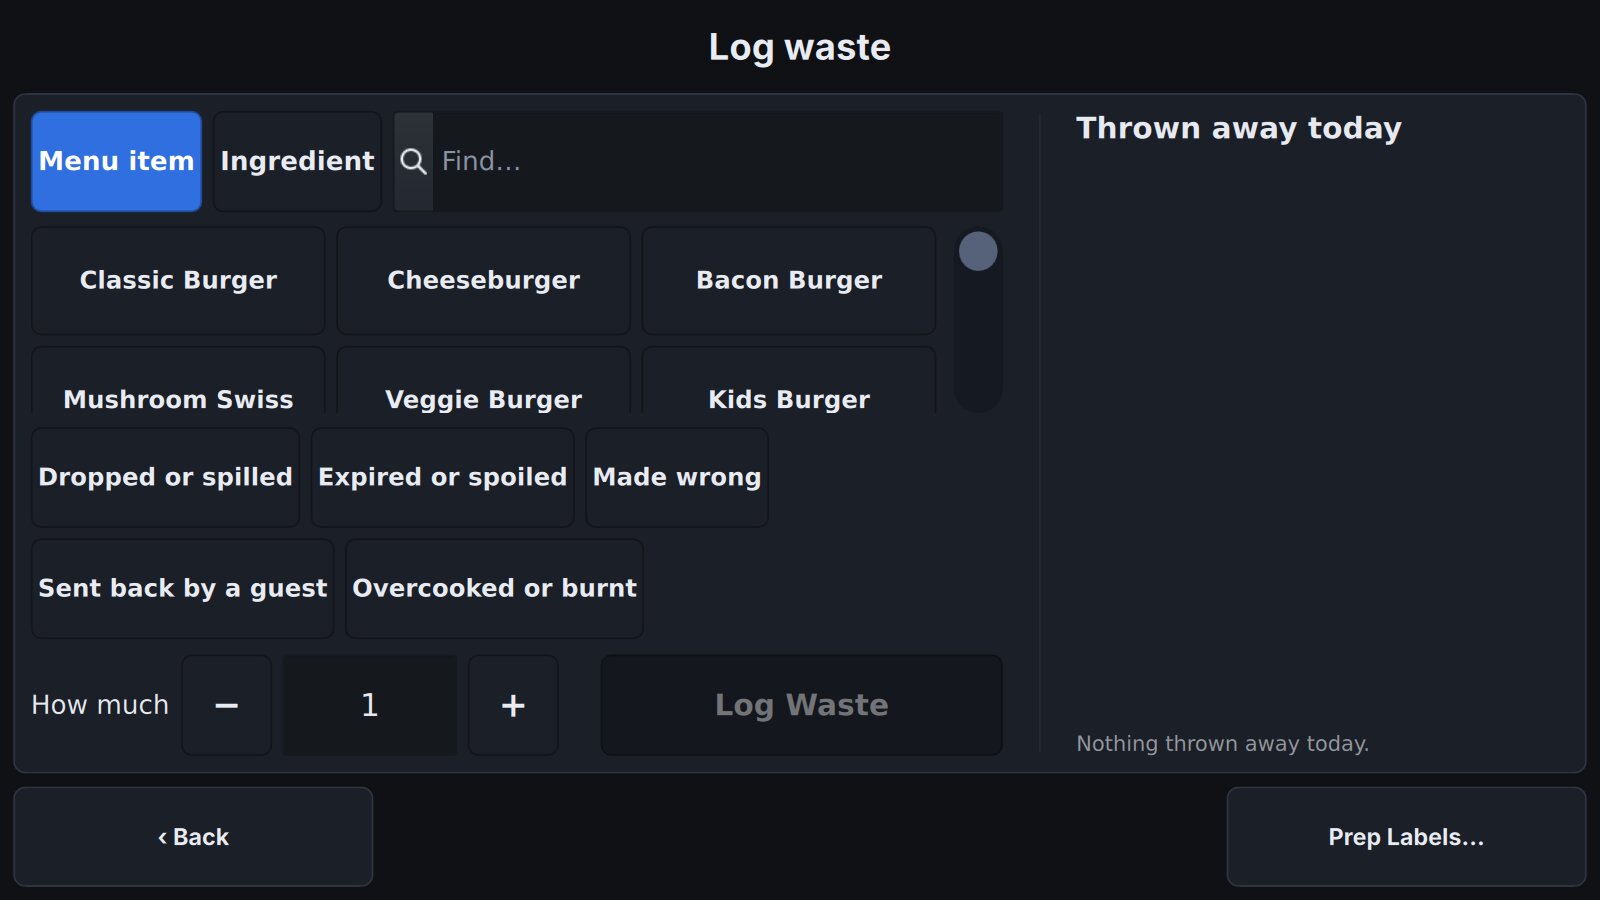 Log waste
Menu item
Ingredient
Find...
Classic Burger
Cheeseburger
Bacon Burger
Mushroom Swiss
Veggie Burger
Kids Burger
Dropped or spilled
Expired or spoiled
Made wrong
Sent back by a guest
Overcooked or burnt
How much
−
1
+
Log Waste
Thrown away today
Nothing thrown away today.
‹ Back
Prep Labels...